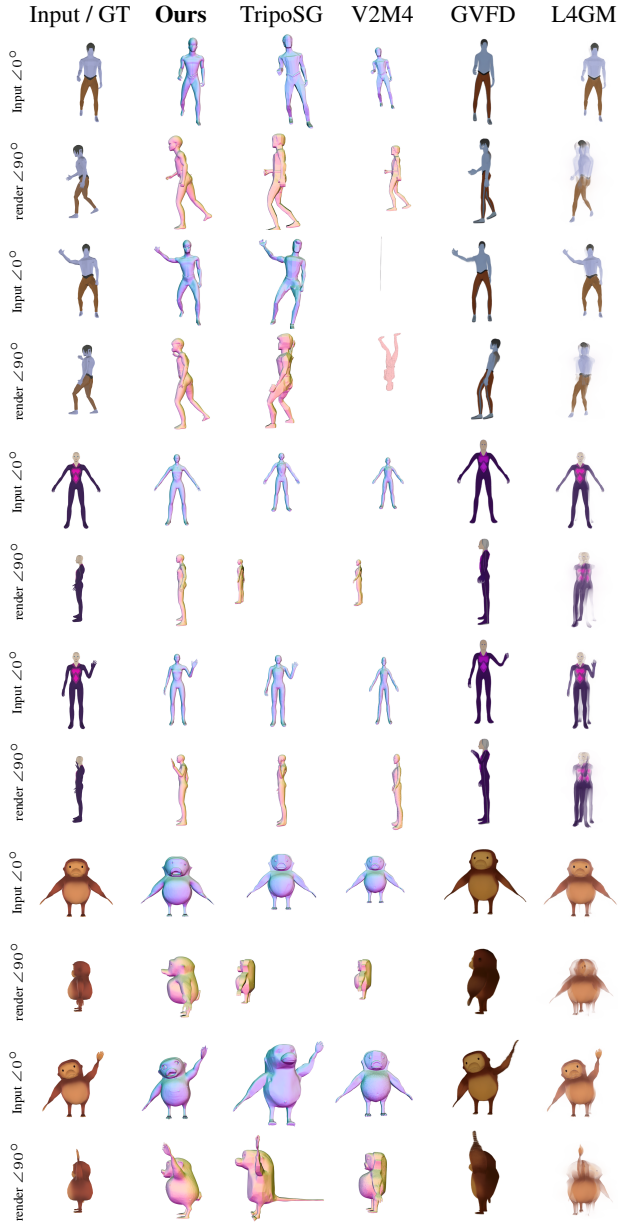 Input / GT Ours TripoSG V2M4 GVFD L4GM
Input ∠0°
render ∠90°
Input ∠0°
render ∠90°
Input ∠0°
render ∠90°
Input ∠0°
render ∠90°
Input ∠0°
render ∠90°
Input ∠0°
render ∠90°